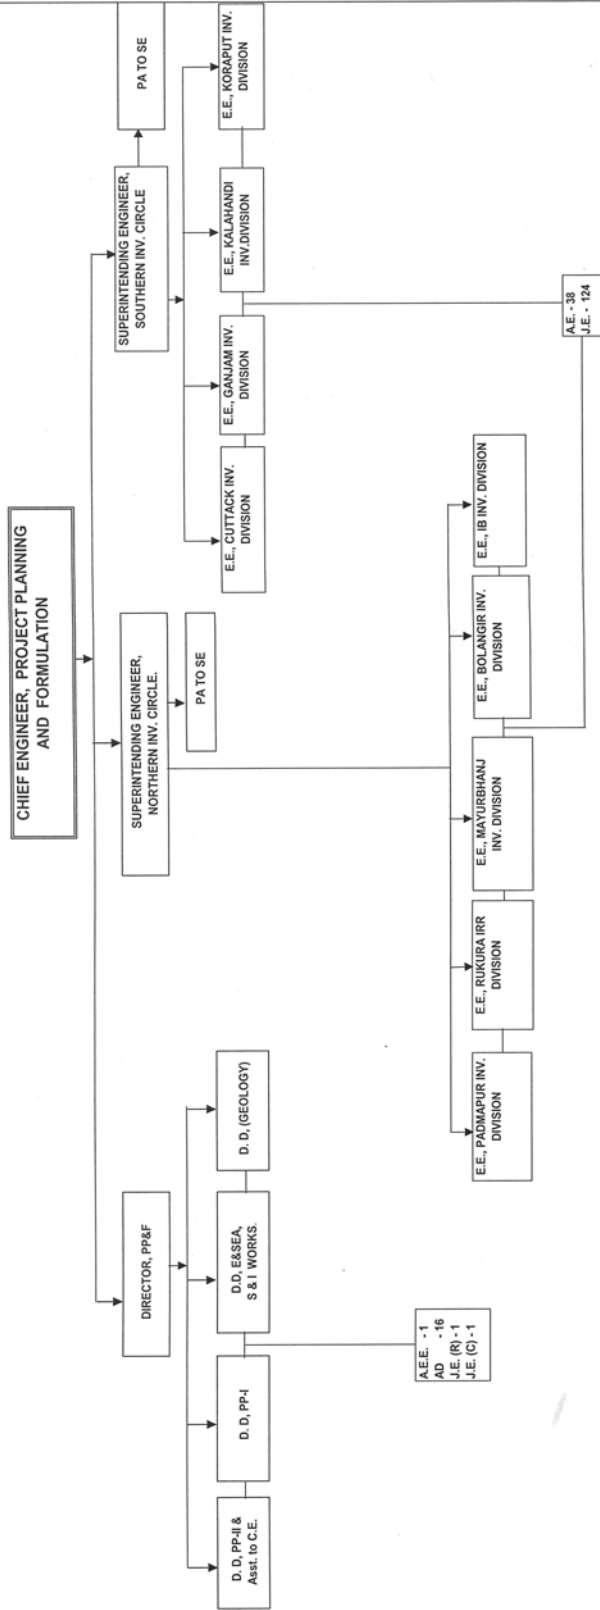 CHIEF ENGINEER, PROJECT PLANNING
AND FORMULATION
DIRECTOR, PP&F
SUPERINTENDING ENGINEER,
NORTHERN INV. CIRCLE.
PA TO SE
SUPERINTENDING ENGINEER,
SOUTHERN INV. CIRCLE
PA TO SE
D. D, PP-II &
Asst. to C.E.
D. D, PP-I
D.D, E&SEA,
S & I WORKS.
D. D, (GEOLOGY)
E.E., CUTTACK INV.
DIVISION
E.E., GANJAM INV.
DIVISION
E.E., KALAHANDI
INV.DIVISION
E.E., KORAPUT INV.
DIVISION
A.E.E. - 1
AD - 16
J.E. (R) - 1
J.E. (C) - 1
E.E., PADMAPUR INV.
DIVISION
E.E., RUKURA IRR
DIVISION
E.E., MAYURBHANJ
INV. DIVISION
E.E., BOLANGIR INV.
DIVISION
E.E., IB INV. DIVISION
A.E. - 38
J.E. - 124